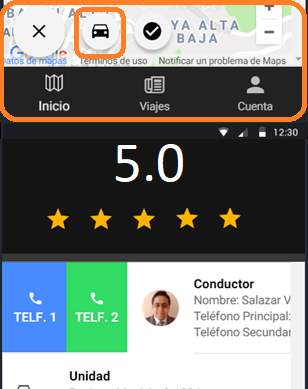 YA ALTA
BAJA
Google
Datos de mapas
Términos de uso
Notificar un problema de Maps
Inicio
Viajes
Cuenta
12:30
5.0
TELF. 1
TELF. 2
Conductor
Nombre: Salazar V
Teléfono Principal:
Teléfono Secundar
Unidad